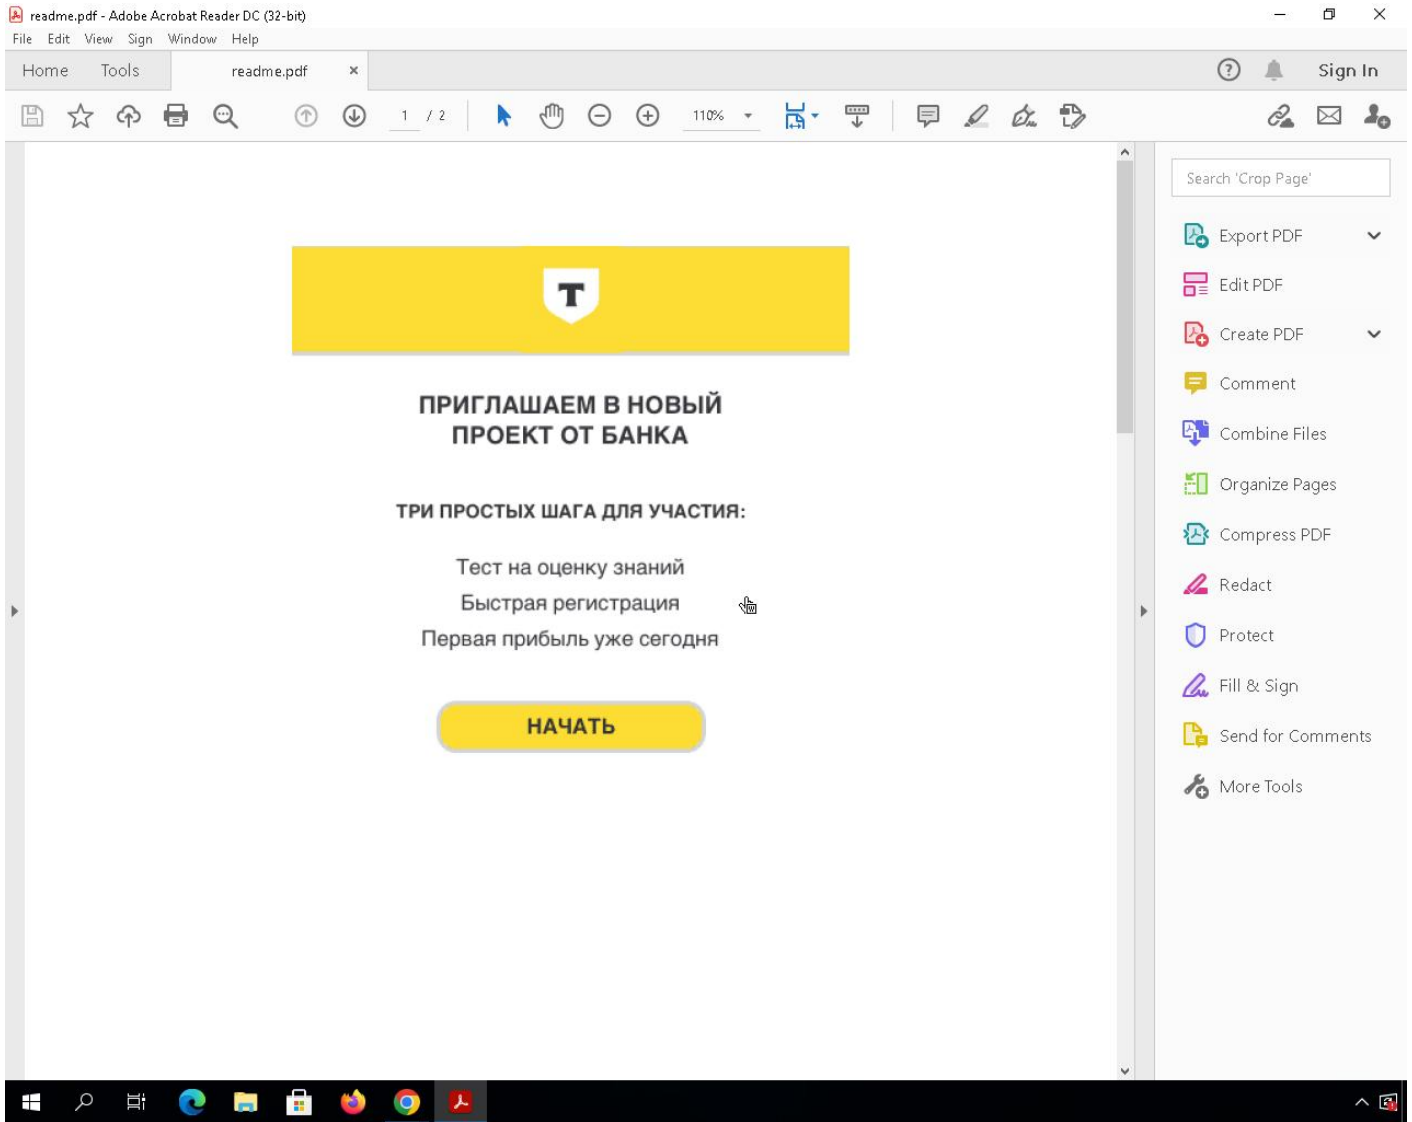 readme.pdf - Adobe Acrobat Reader DC (32-bit)
File Edit View Sign Window Help
Home Tools readme.pdf × Sign In
1 / 2 110%
Search 'Crop Page'
Export PDF
Edit PDF
Create PDF
Comment
Combine Files
Organize Pages
Compress PDF
Redact
Protect
Fill & Sign
Send for Comments
More Tools
T
ПРИГЛАШАЕМ В НОВЫЙ
ПРОЕКТ ОТ БАНКА
ТРИ ПРОСТЫХ ШАГА ДЛЯ УЧАСТИЯ:
Тест на оценку знаний
Быстрая регистрация
Первая прибыль уже сегодня
НАЧАТЬ